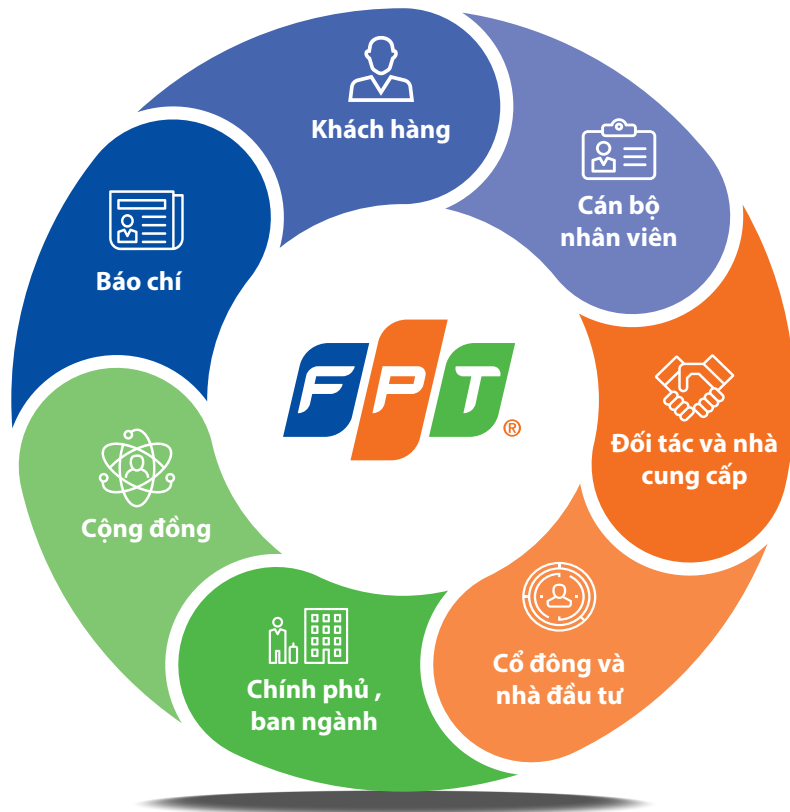 Khách hàng
Cán bộ
nhân viên
Đối tác và nhà
cung cấp
Cổ đông và
nhà đầu tư
Chính phủ ,
ban ngành
Cộng đồng
Báo chí
FPT
®